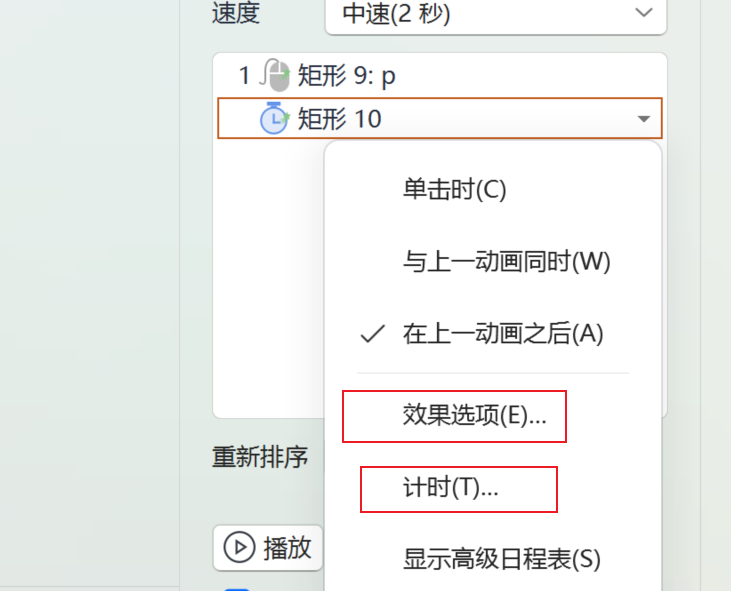 速度
中速(2 秒)
1 矩形 9: p
矩形 10
单击时(C)
与上一动画同时(W)
在上一动画之后(A)
效果选项(E)...
重新排序
计时(T)...
播放
显示高级日程表(S)